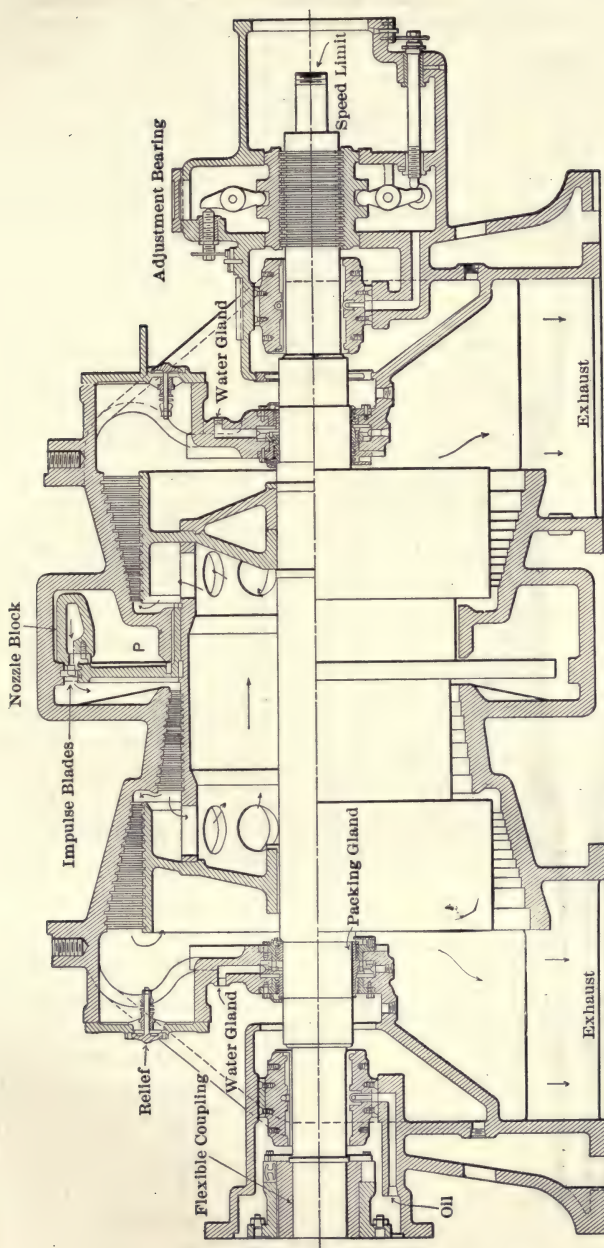 Nozzle Block
Impulse Blades
P
Adjustment Bearing
Speed Limit
Water Gland
Exhaust
Packing Gland
Relief
Water Gland
Flexible Coupling
Oil
Exhaust